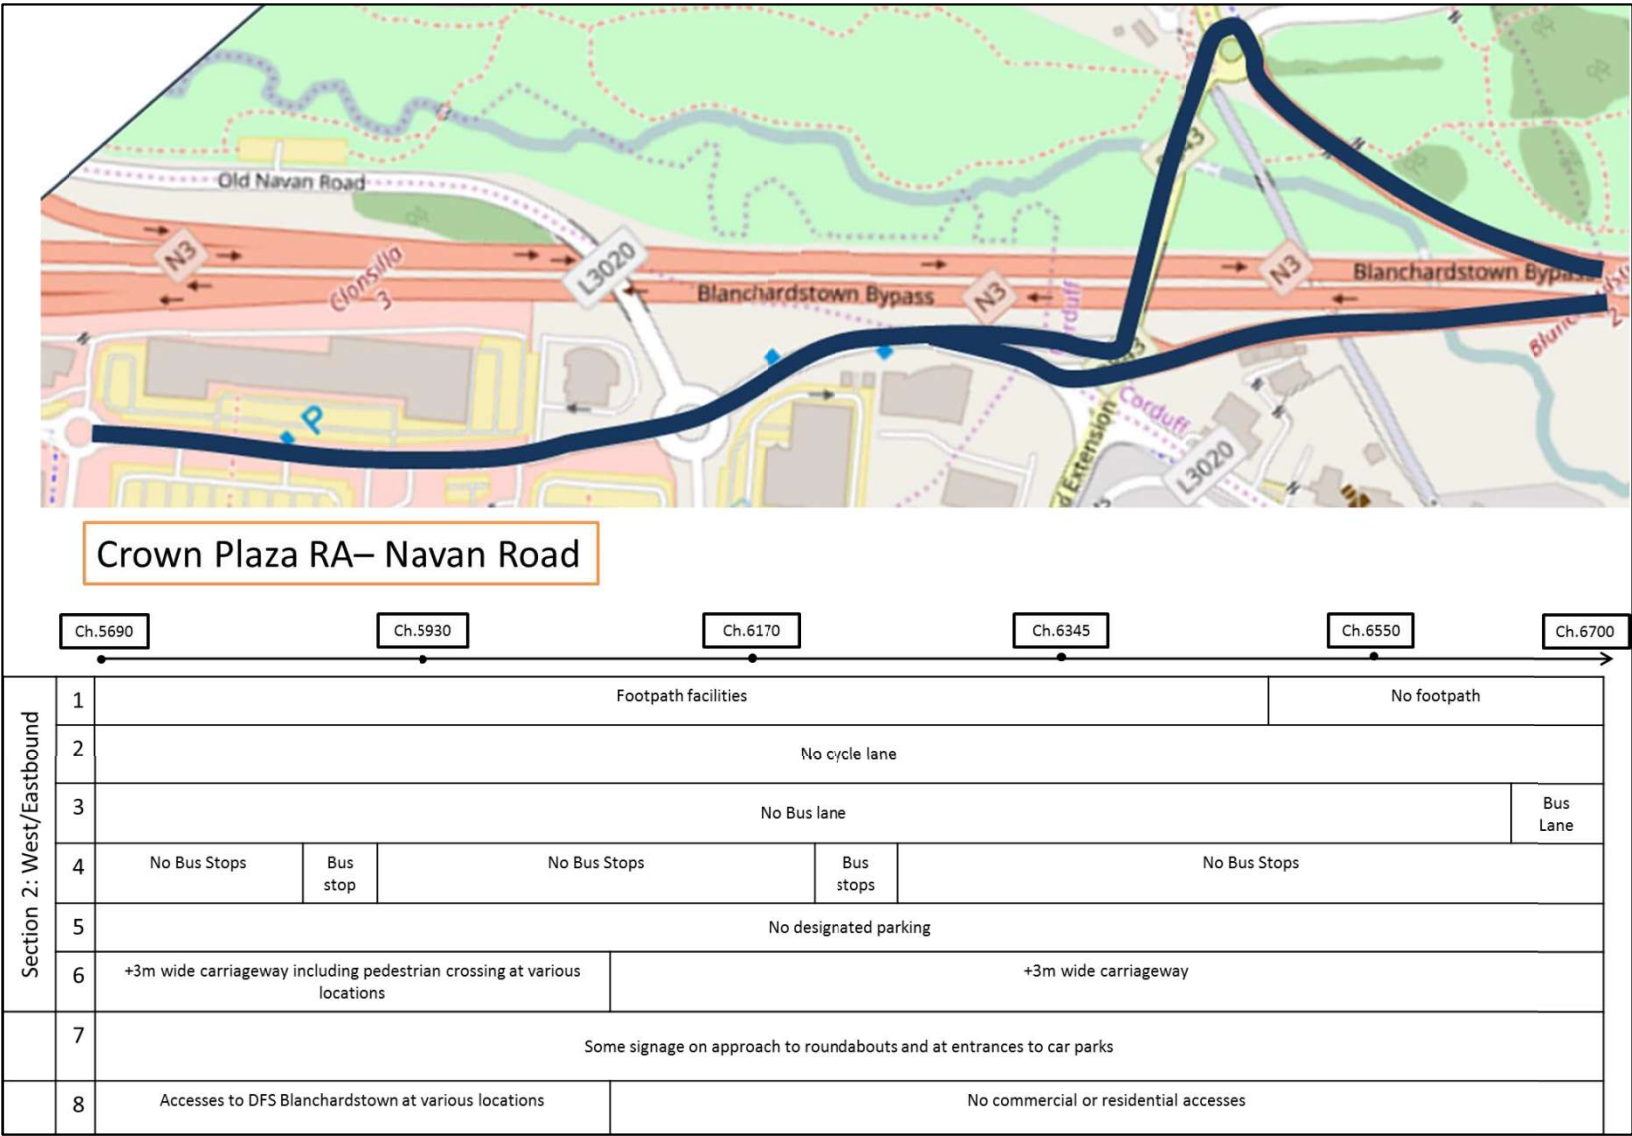 Old Navan Road
N3
Clonsilla
3
L3020
Blanchardstown Bypass
N3
Corduff
N3
Blanchardstown Bypass
2
P
Corduff
L3020
d Extension
Crown Plaza RA– Navan Road
Ch.5690
Ch.5930
Ch.6170
Ch.6345
Ch.6550
Ch.6700
Section 2: West/Eastbound
1
Footpath facilities
No footpath
2
No cycle lane
3
No Bus lane
Bus
Lane
4
No Bus Stops
Bus
stop
No Bus Stops
Bus
stops
No Bus Stops
5
No designated parking
6
+3m wide carriageway including pedestrian crossing at various
locations
+3m wide carriageway
7
Some signage on approach to roundabouts and at entrances to car parks
8
Accesses to DFS Blanchardstown at various locations
No commercial or residential accesses